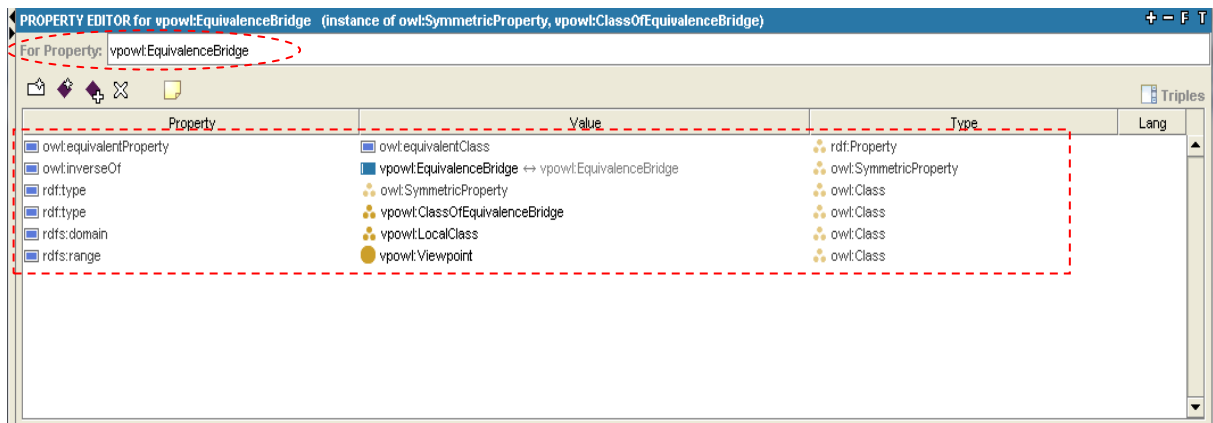 PROPERTY EDITOR for vpowl:EquivalenceBridge (instance of owl:SymmetricProperty, vpowl:ClassOfEquivalenceBridge) F T
For Property: vpowl:EquivalenceBridge
Triples
Property Value Type Lang
owl:equivalentProperty owl:equivalentClass rdf:Property
owl:inverseOf vpowl:EquivalenceBridge ↔ vpowl:EquivalenceBridge owl:SymmetricProperty
rdf:type owl:SymmetricProperty owl:Class
rdf:type vpowl:ClassOfEquivalenceBridge owl:Class
rdfs:domain vpowl:LocalClass owl:Class
rdfs:range vpowl:Viewpoint owl:Class